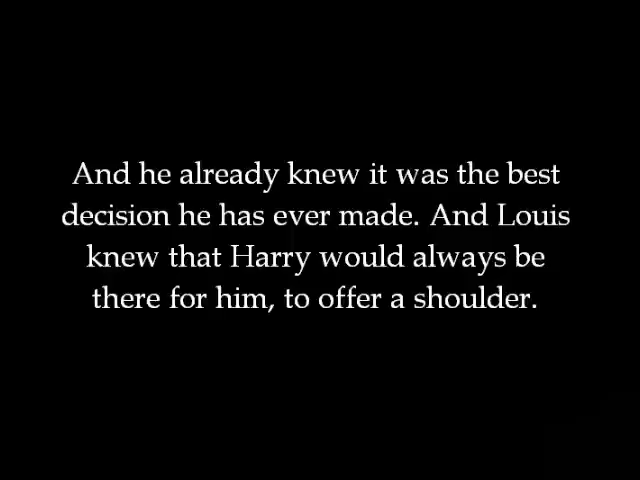 And he already knew it was the best
decision he has ever made. And Louis
knew that Harry would always be
there for him, to offer a shoulder.